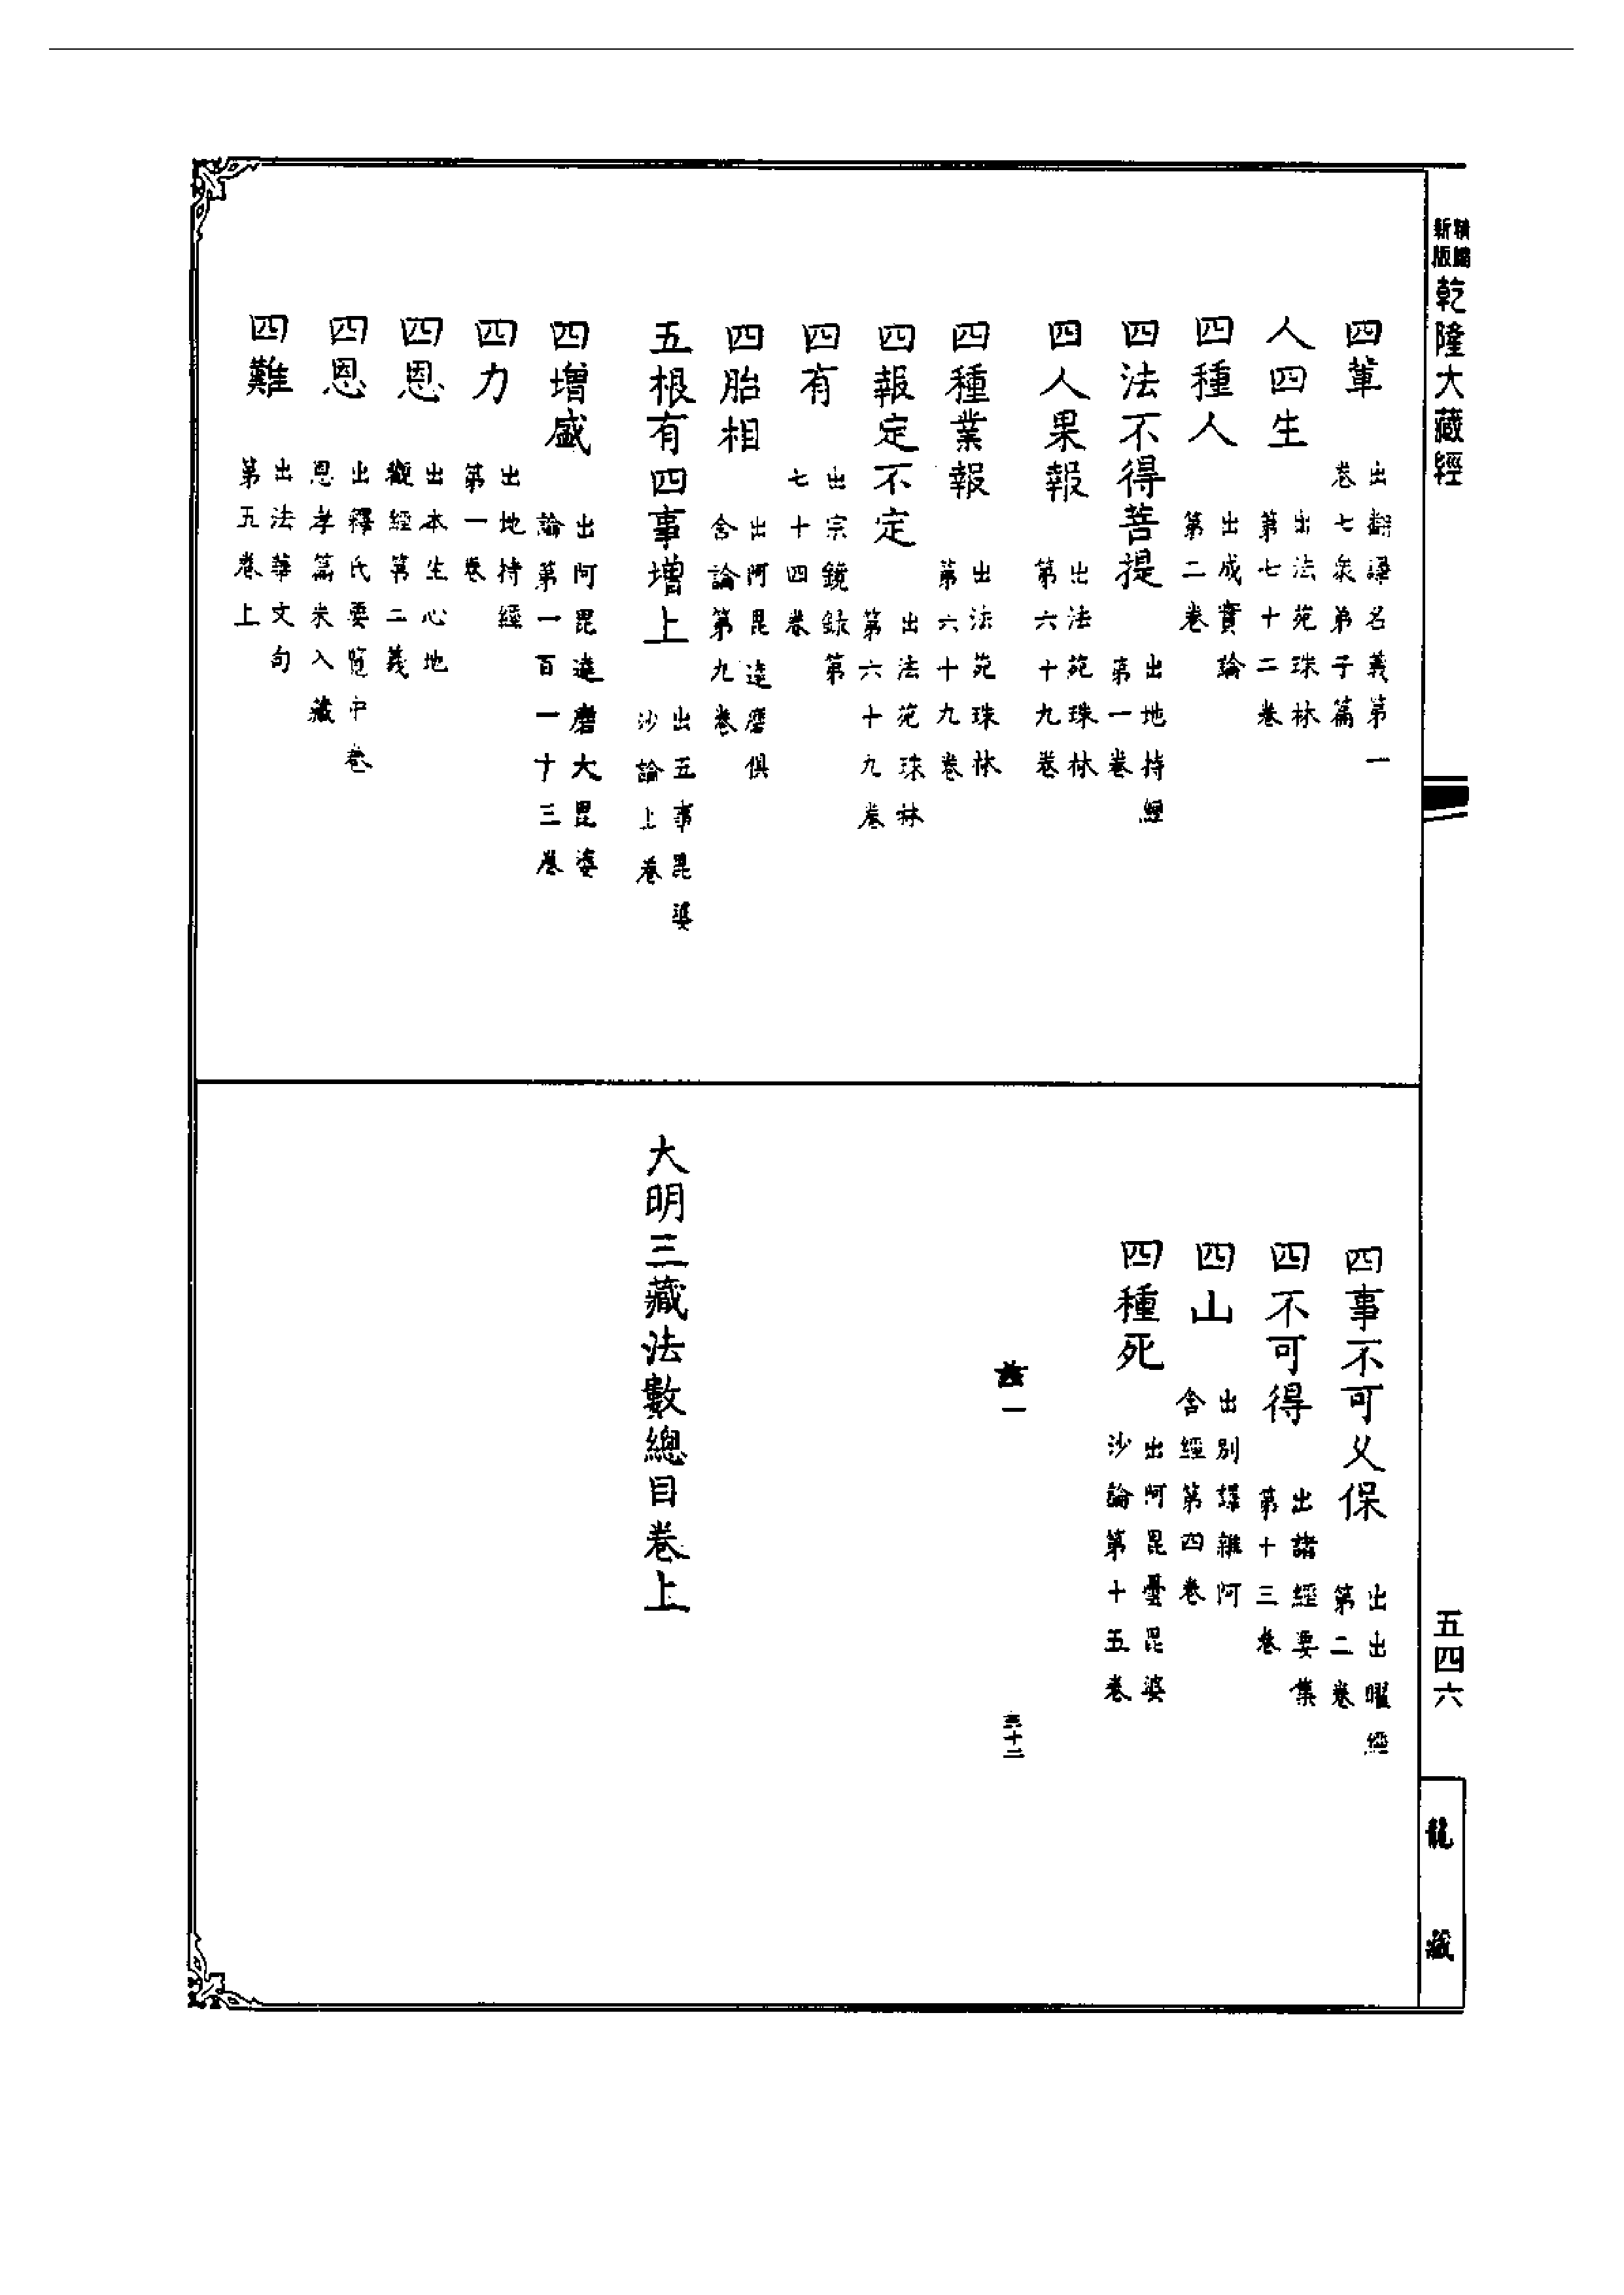 新版
乾隆大藏經
四輩 出翻譯名義第一卷七衆弟子篇
人四生 出法苑珠林第七十二卷
四種人 出成實論第二卷
四法不得菩提 出地持經第一卷
四人果報 出法苑珠林第六十九卷
四種業報 出法苑珠林第六十九卷
四報定不定 出法苑珠林第六十九卷
四有 出宗鏡録第七十四卷
四胎相 出阿毘達磨俱含論第九卷
五根有四事增上 出五事毘婆沙論上卷
四增盛 出阿毘達磨大毘婆論第一百一十三卷
四力 出地持經第一卷
四恩 出本生心地觀經第二義
四恩 出釋氏要覽中卷恩孝篇未入藏
四難 出法華文句第五卷上
四事不可乆保 出出曜經第二卷
四不可得 出諸經要集第十三卷
四山 出别譯雜阿含經第四卷
四種死 出阿毘曇毘婆沙論第十五卷
一
三十二
大明三藏法數總目卷上
五四六
龍藏